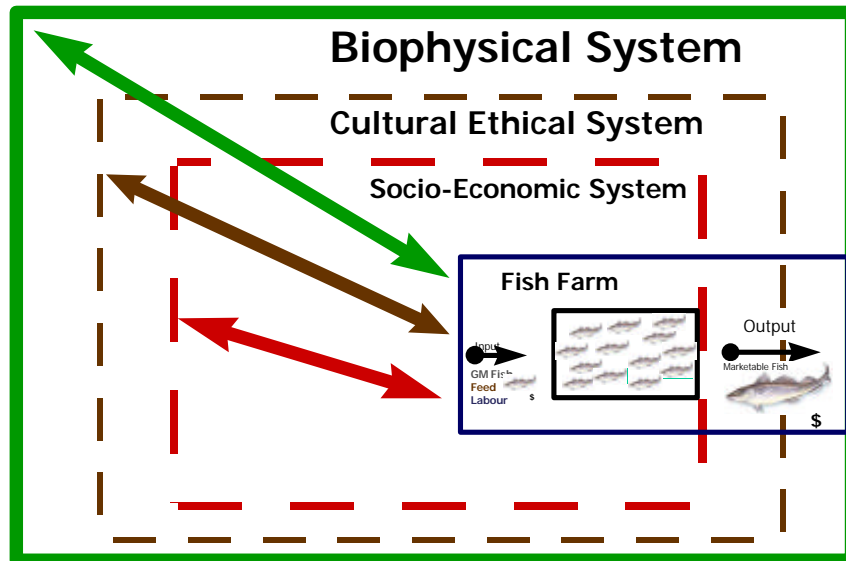 Biophysical System
Cultural Ethical System
Socio-Economic System
Fish Farm
Input
GM Fish
Feed
Labour
$
Output
Marketable Fish
$